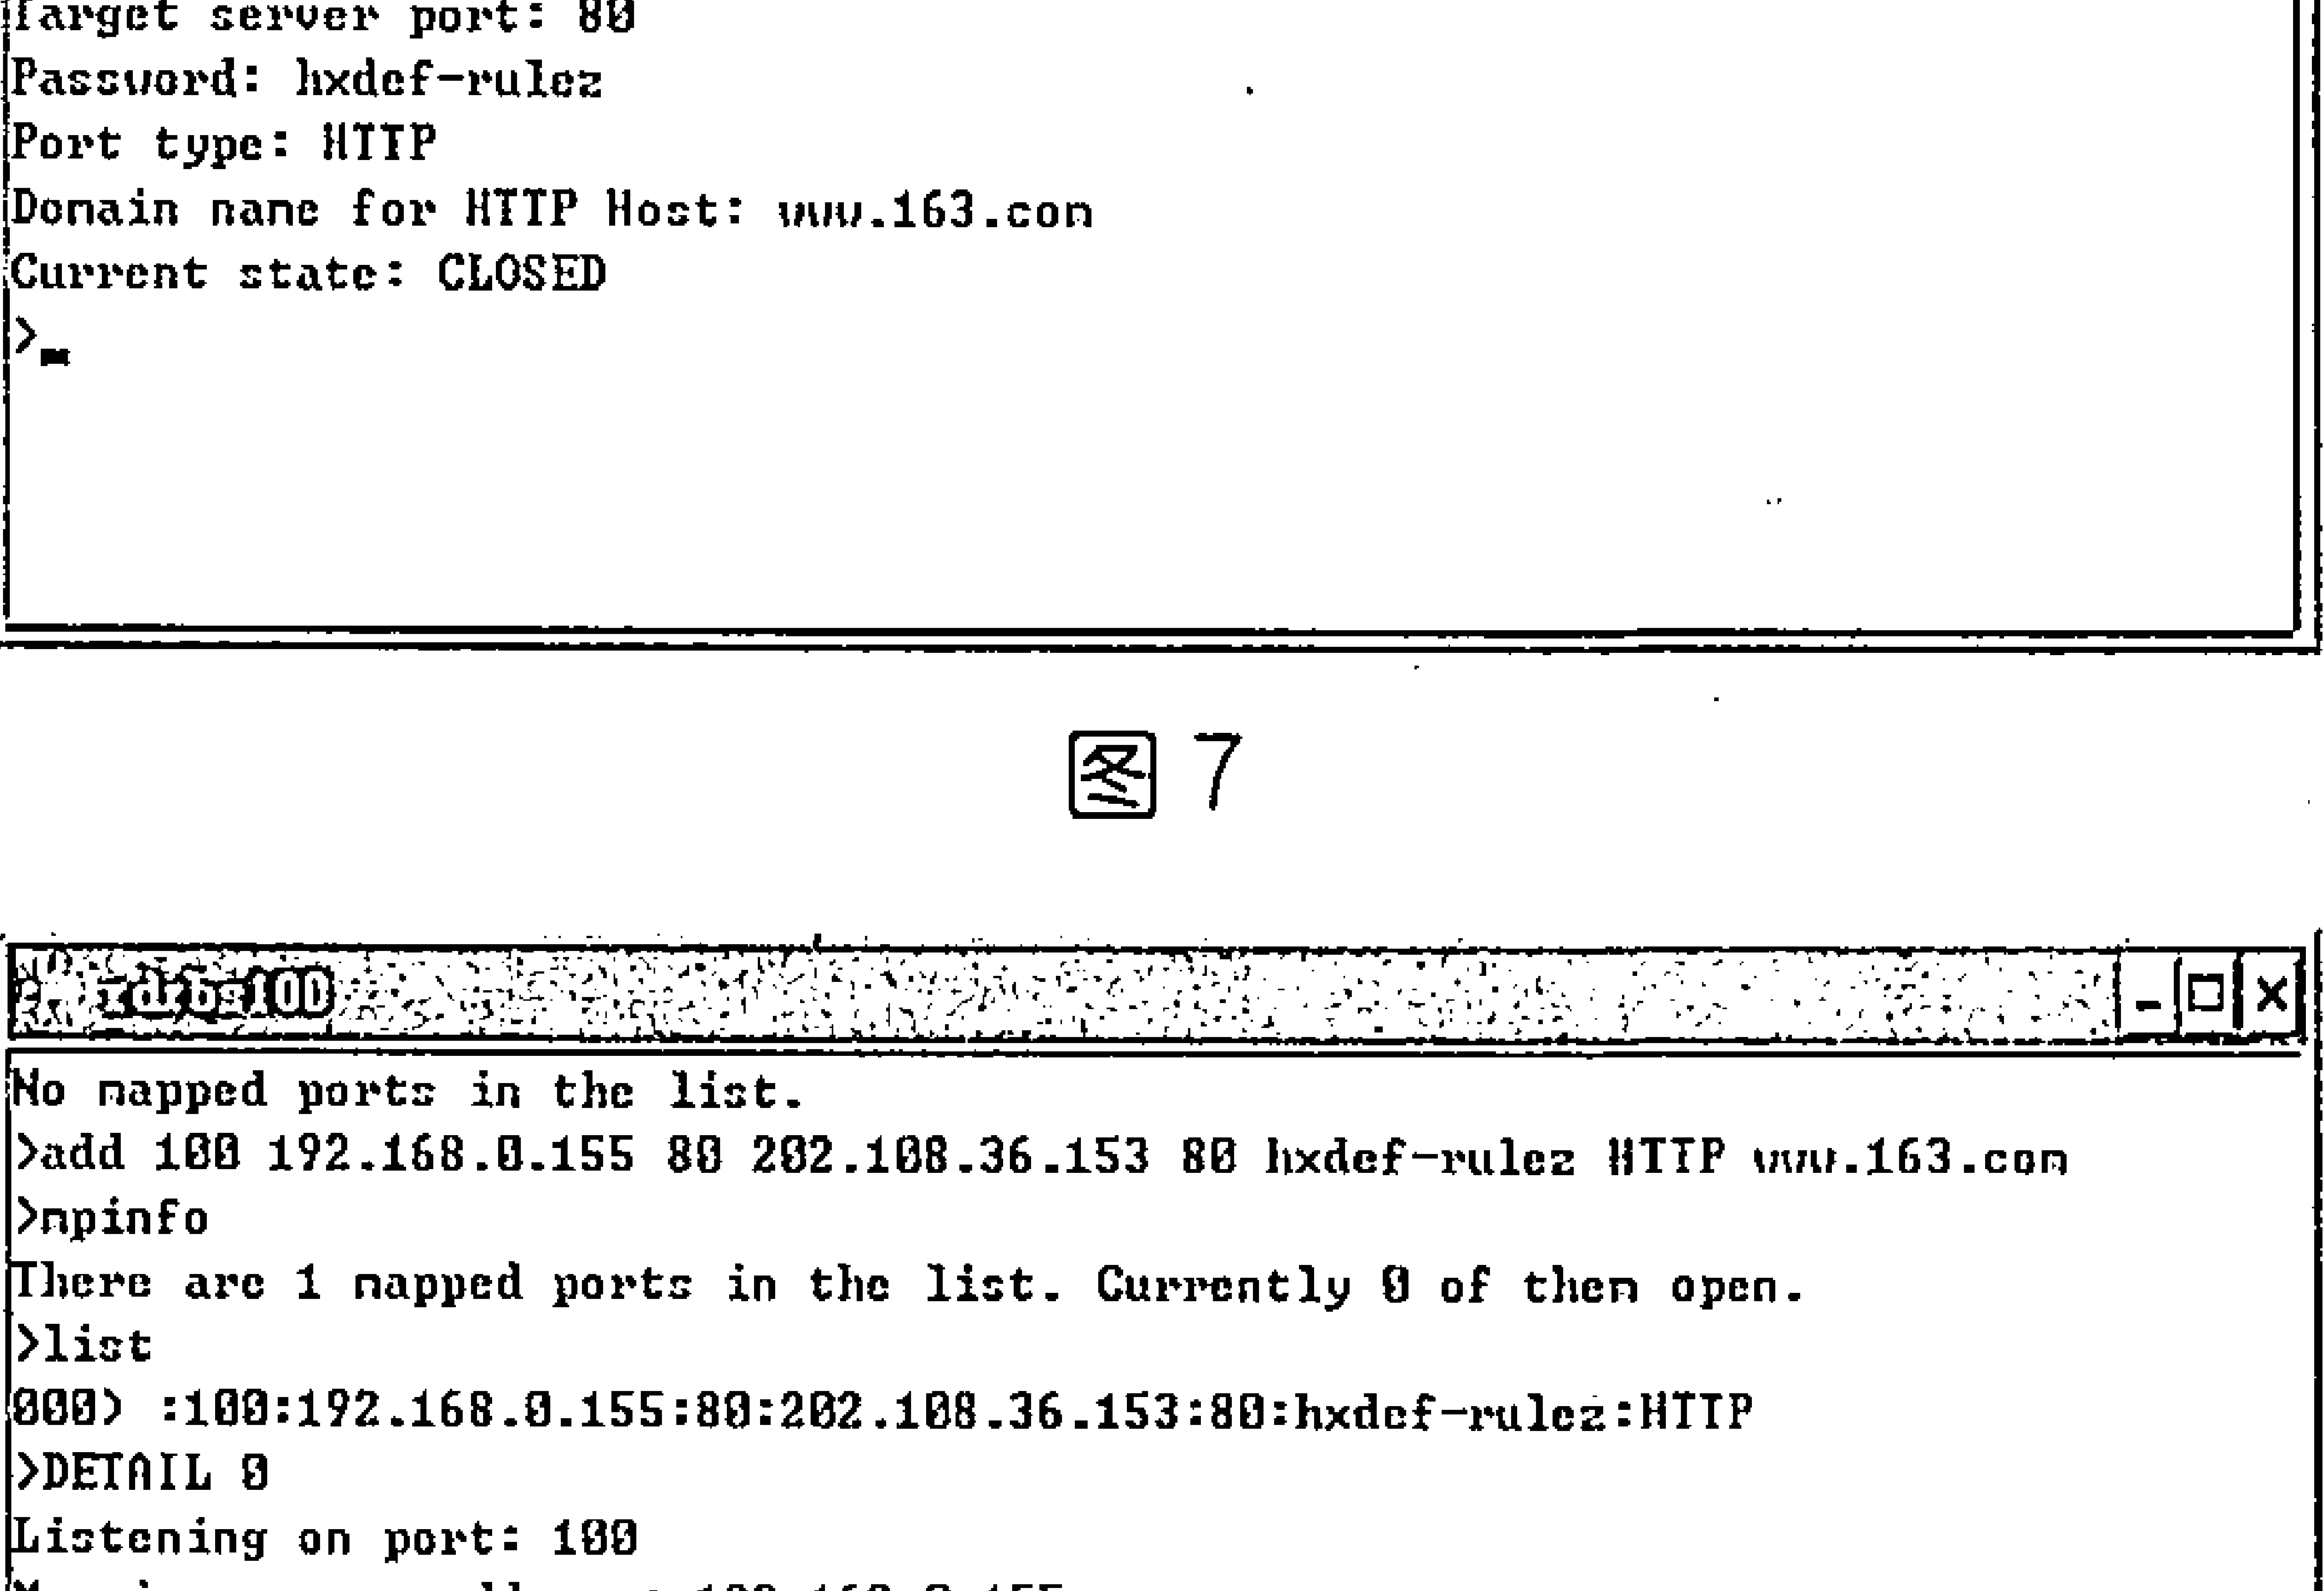 Target server port: 80
Password: hxdef-rulez
Port type: HTTP
Domain name for HTTP Host: www.163.com
Current state: CLOSED
>_
图 7
rdrbs100
No mapped ports in the list.
>add 100 192.168.0.155 80 202.108.36.153 80 hxdef-rulez HTTP www.163.com
>mpinfo
There are 1 mapped ports in the list. Currently 0 of them open.
>list
000) :100:192.168.0.155:80:202.108.36.153:80:hxdef-rulez:HTTP
>DETAIL 0
Listening on port: 100